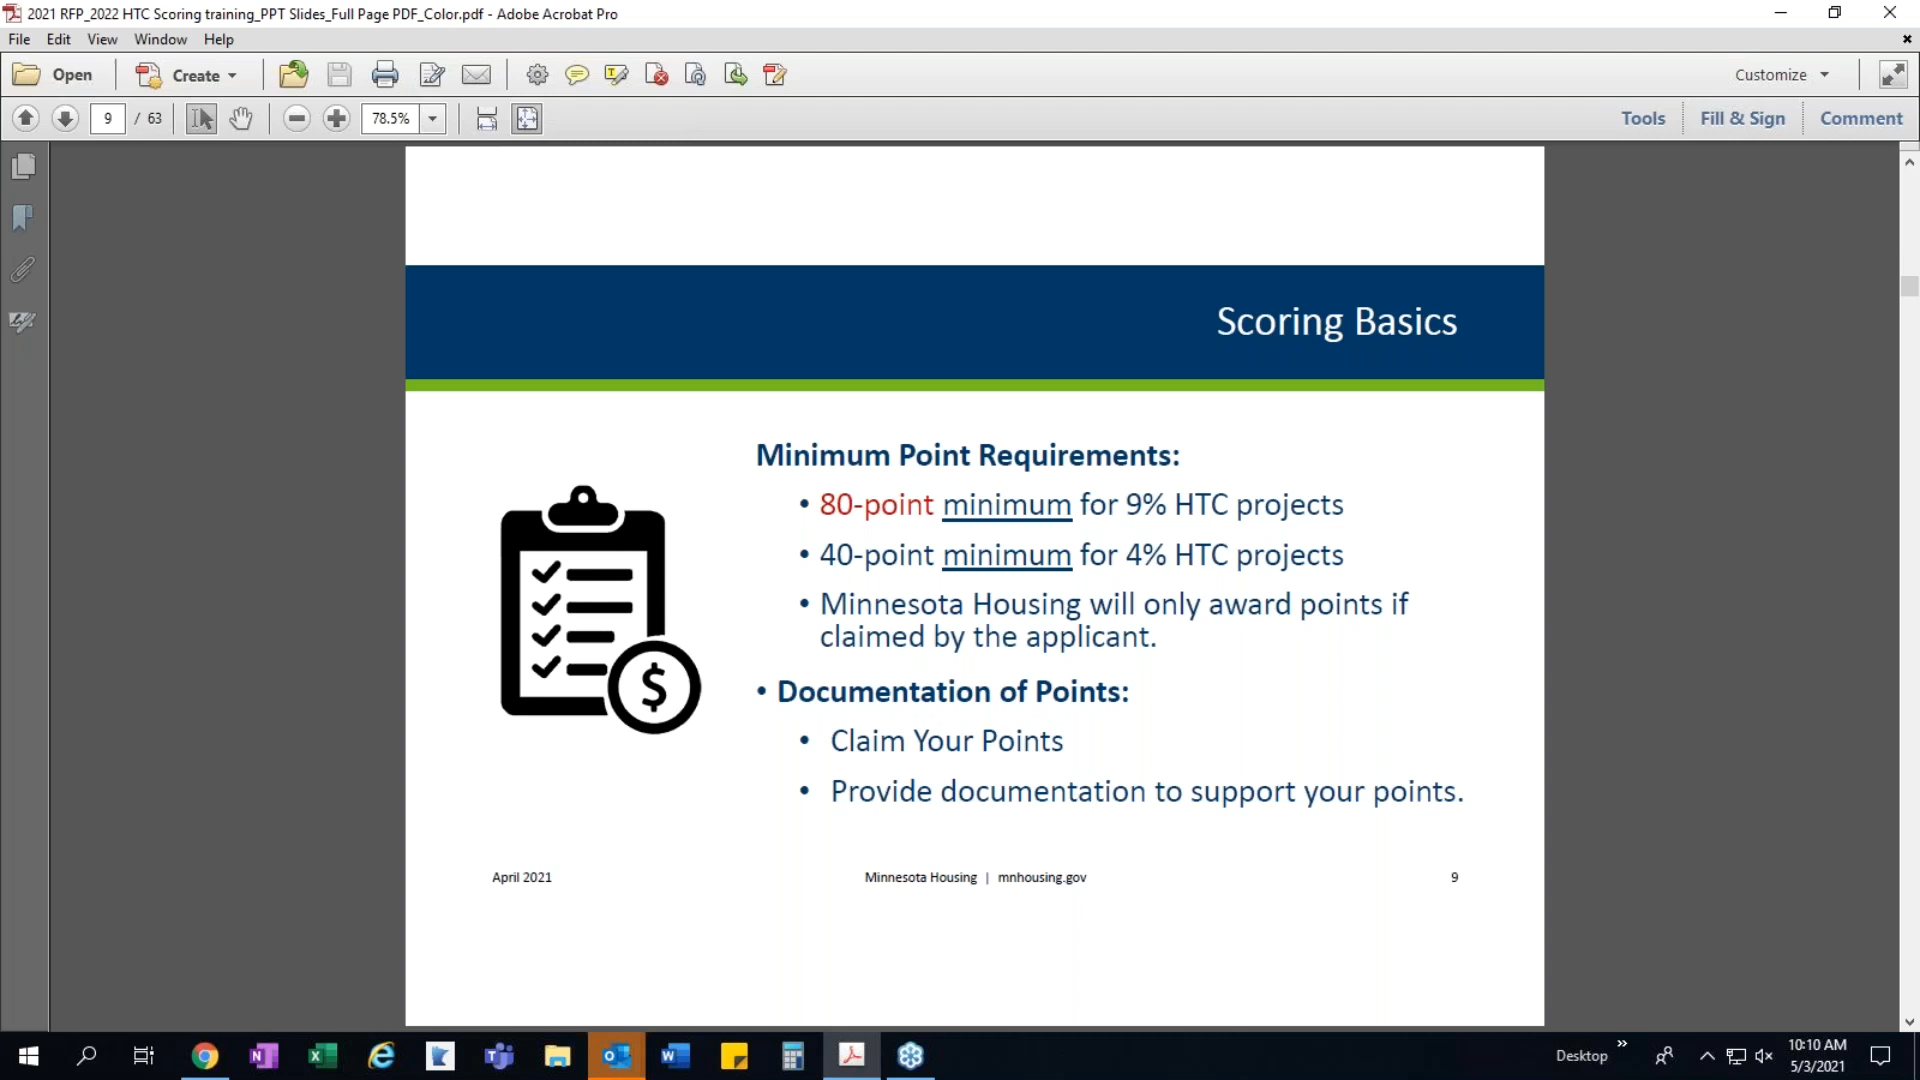 2021 RFP_2022 HTC Scoring training_PPT Slides_Full Page PDF_Color.pdf - Adobe Acrobat Pro
File Edit View Window Help
Open Create Customize
9 / 63 78.5% Tools Fill & Sign Comment
Scoring Basics
Minimum Point Requirements:
• 80-point minimum for 9% HTC projects
• 40-point minimum for 4% HTC projects
• Minnesota Housing will only award points if
claimed by the applicant.
• Documentation of Points:
• Claim Your Points
• Provide documentation to support your points.
$
April 2021 Minnesota Housing | mnhousing.gov 9
Desktop 10:10 AM
5/3/2021